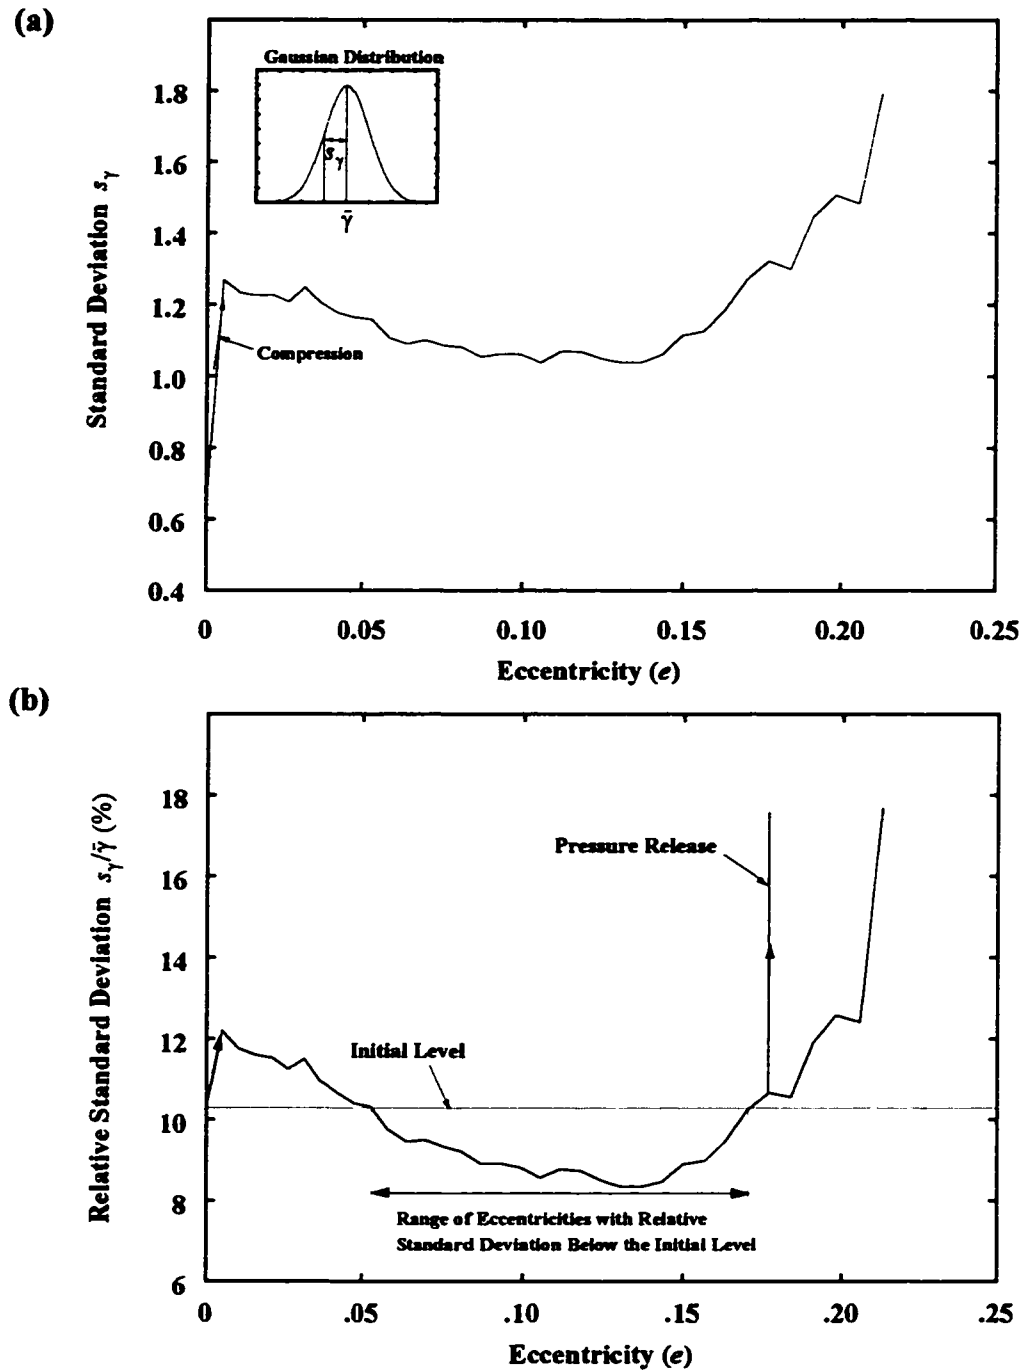 (a)
Gaussian Distribution
s_γ
γ̄
1.8
1.6
1.4
1.2
1.0
0.8
0.6
0.4
Standard Deviation s_γ
Compression
0 0.05 0.10 0.15 0.20 0.25
Eccentricity (e)
(b)
18
16
14
12
10
8
6
Relative Standard Deviation s_γ/γ̄ (%)
Pressure Release
Initial Level
Range of Eccentricities with Relative
Standard Deviation Below the Initial Level
0 .05 .10 .15 .20 .25
Eccentricity (e)